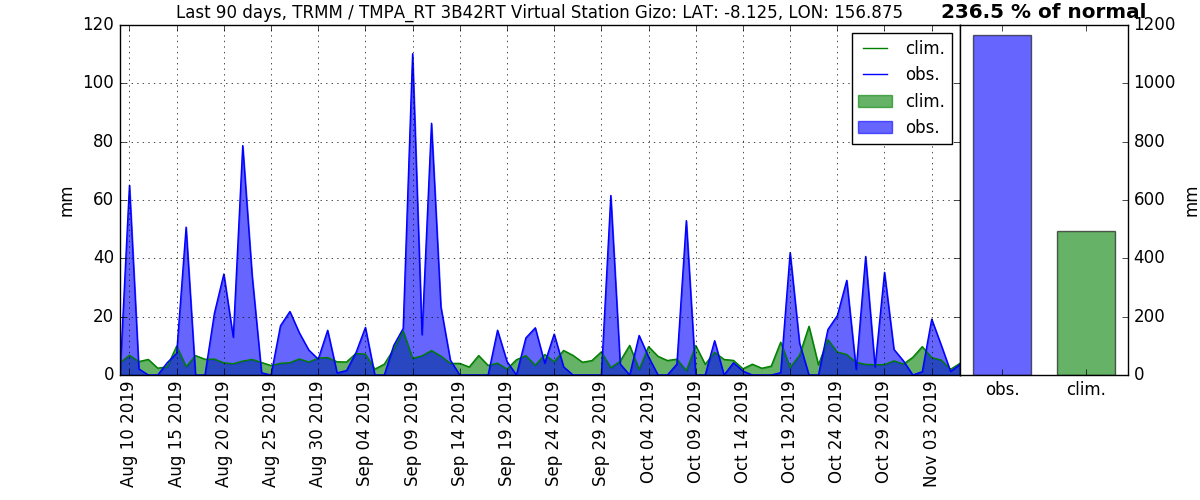 Last 90 days, TRMM / TMPA_RT 3B42RT Virtual Station Gizo: LAT: -8.125, LON: 156.875
236.5 % of normal
120
100
80
60
40
20
0
mm
clim.
obs.
clim.
obs.
1200
1000
800
600
400
200
0
mm
Aug 10 2019
Aug 15 2019
Aug 20 2019
Aug 25 2019
Aug 30 2019
Sep 04 2019
Sep 09 2019
Sep 14 2019
Sep 19 2019
Sep 24 2019
Sep 29 2019
Oct 04 2019
Oct 09 2019
Oct 14 2019
Oct 19 2019
Oct 24 2019
Oct 29 2019
Nov 03 2019
obs.
clim.